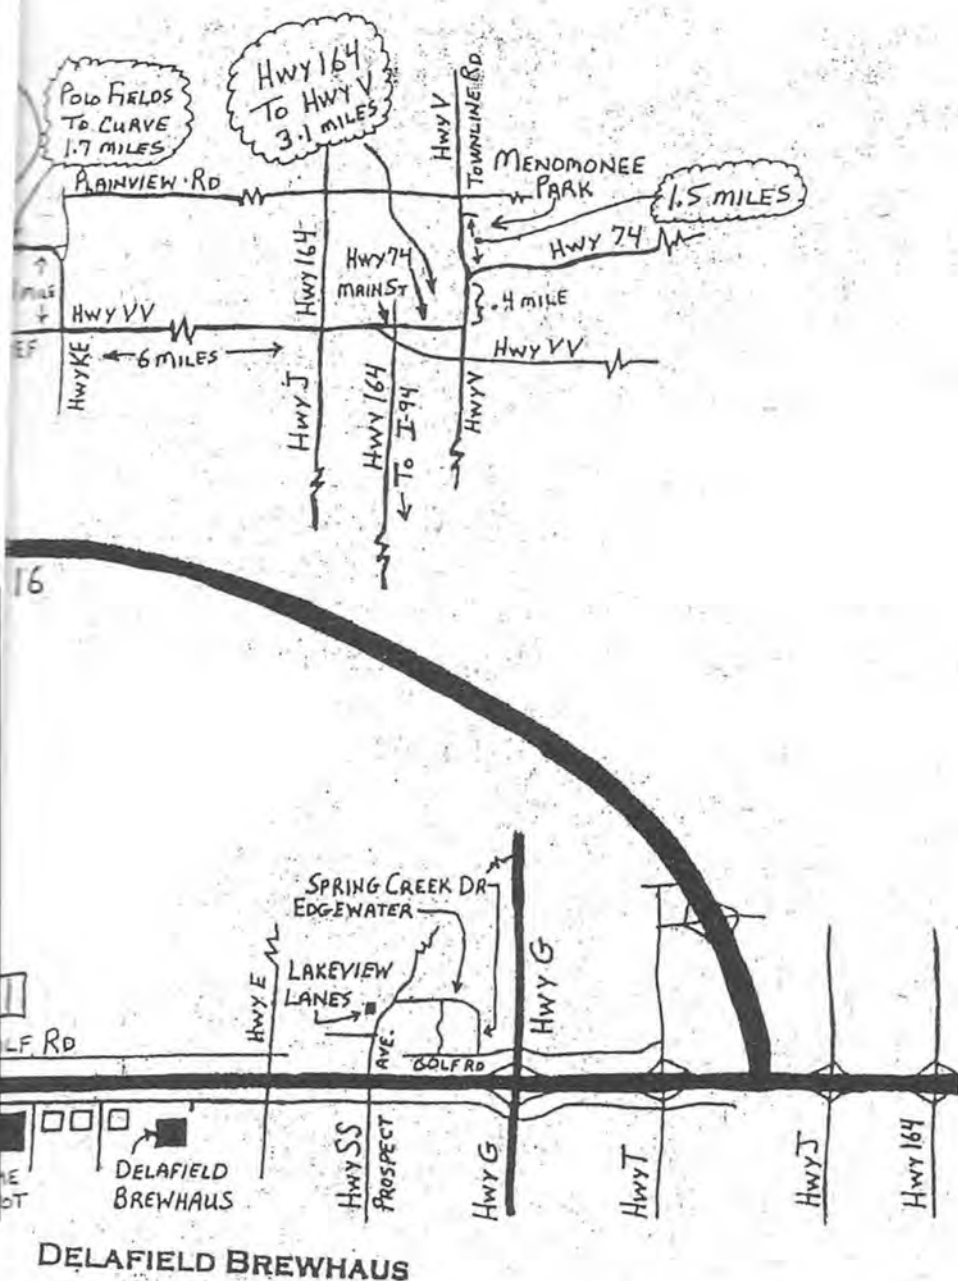 Polo Fields
To Curve
1.7 miles
Hwy 164
To Hwy V
3.1 miles
Hwy V
Townline Rd
Menomonee
Park
1.5 miles
Plainview Rd
Hwy 164
Hwy 74
Main St
Hwy 74
.4 mile
Hwy VV
Hwy KE
6 miles
Hwy VV
Hwy J
Hwy 164
To I-94
Hwy V
16
Spring Creek Dr
Edgewater
Hwy E
Lakeview
Lanes
Hwy G
LF Rd
Ave.
Golf Rd
Delafield
Brewhaus
Hwy SS
Prospect
Hwy G
Hwy T
Hwy J
Hwy 164
DELAFIELD BREWHAUS